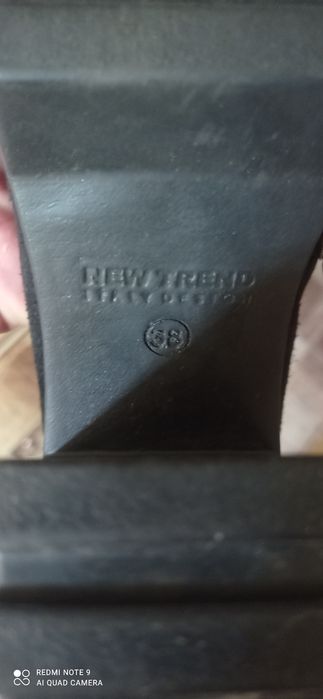 NEW TREND
ITALY DESIGN
38
REDMI NOTE 9
AI QUAD CAMERA